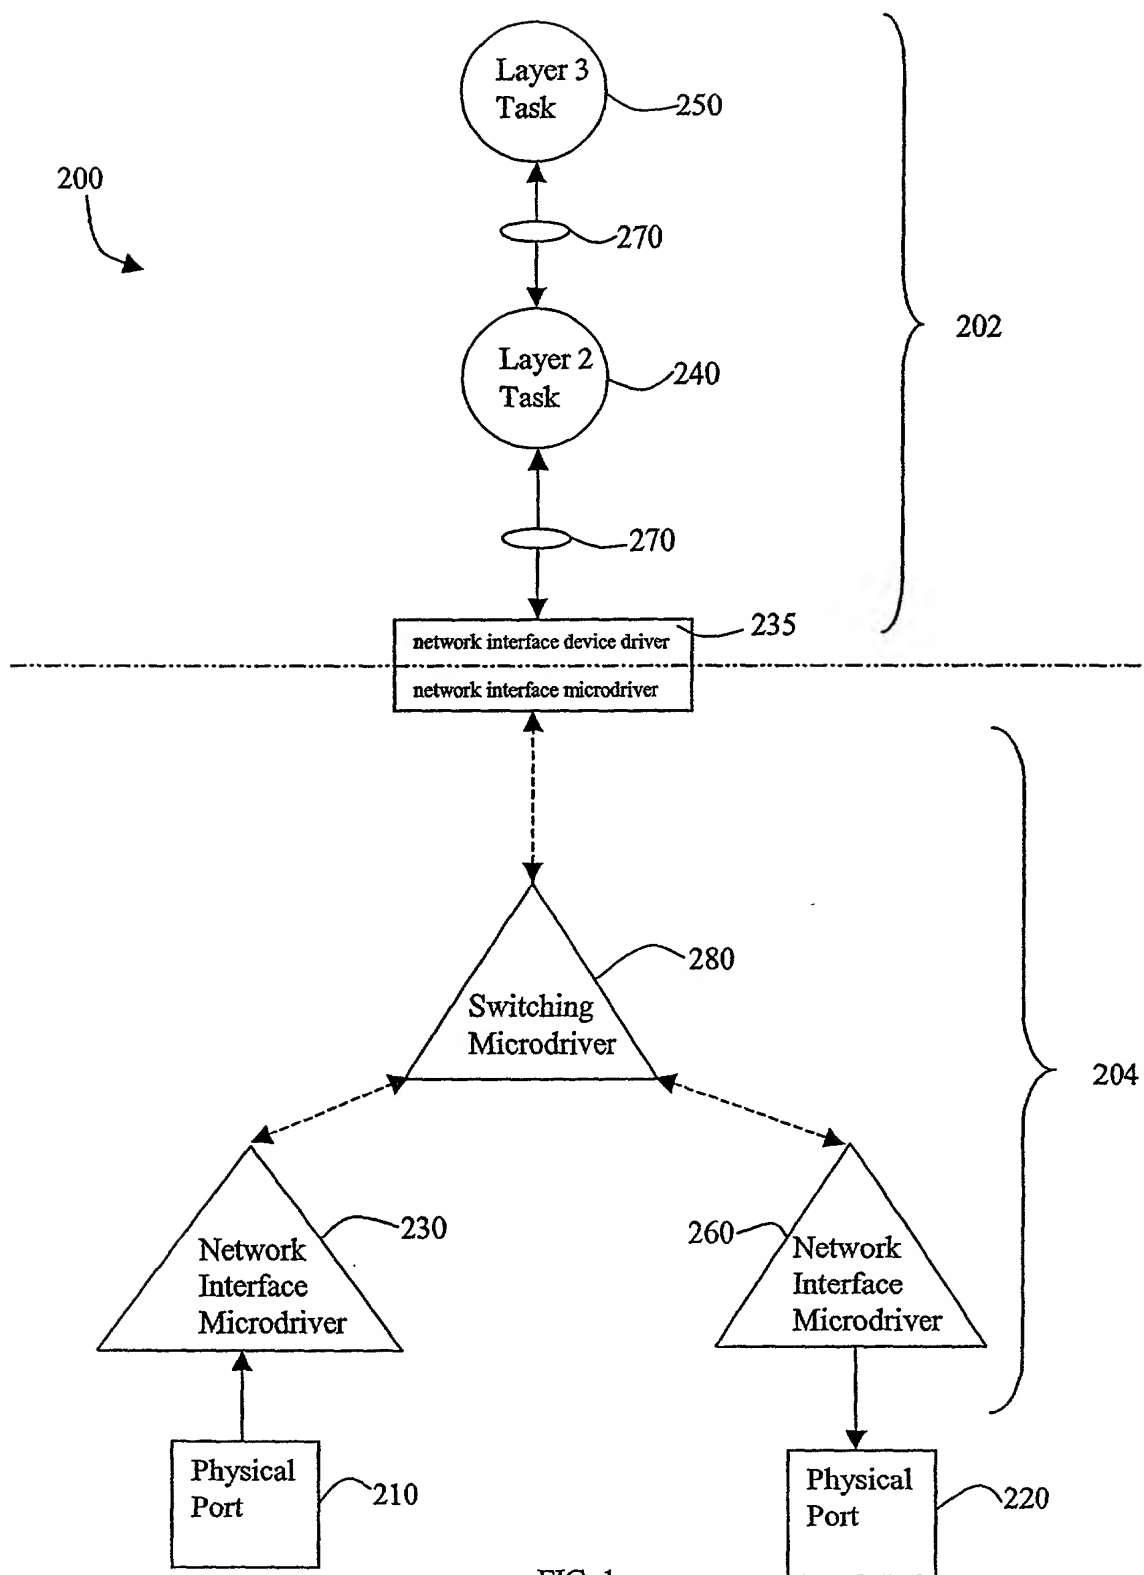 Layer 3
Task
250
200
270
202
Layer 2
Task
240
270
235
network interface device driver
network interface microdriver
280
Switching
Microdriver
204
230
Network
Interface
Microdriver
260
Network
Interface
Microdriver
Physical
Port
210
Physical
Port
220